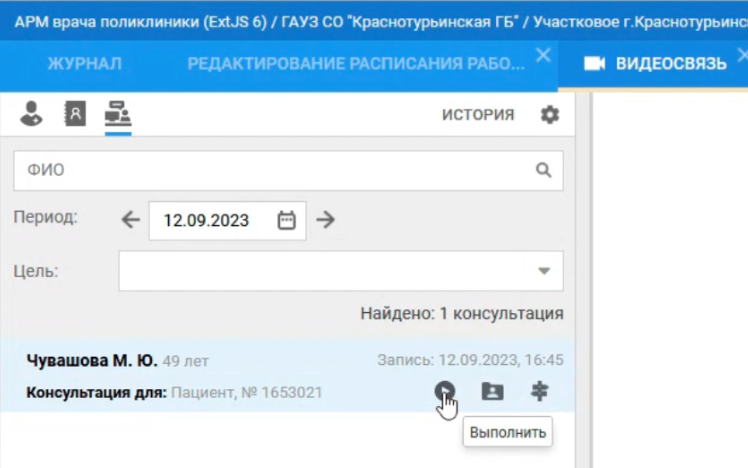 АРМ врача поликлиники (ExtJS 6) / ГАУЗ СО "Краснотурьинская ГБ" / Участковое г.Краснотурьинс
ЖУРНАЛ РЕДАКТИРОВАНИЕ РАСПИСАНИЯ РАБО... ВИДЕОСВЯЗЬ
ИСТОРИЯ
ФИО
Период: 12.09.2023
Цель:
Найдено: 1 консультация
Чувашова М. Ю. 49 лет Запись: 12.09.2023, 16:45
Консультация для: Пациент, № 1653021
Выполнить